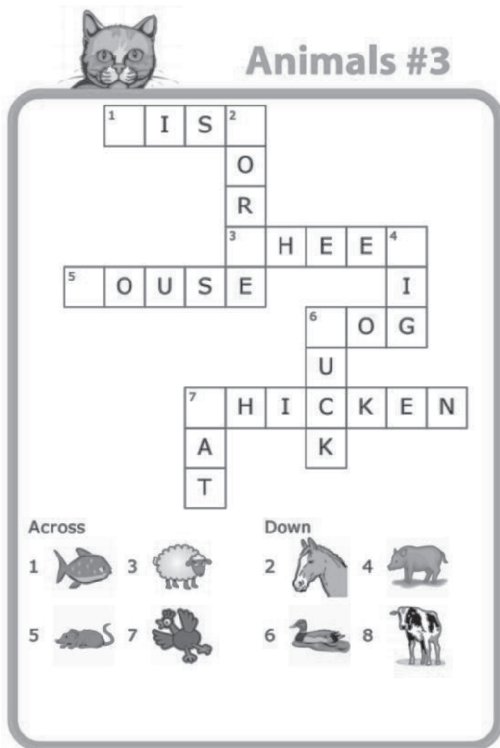 Animals #3
1 I S 2
O
R
3 H E E 4
5 O U S E I
6 O G
U
7 H I C K E N
A K
T
Across Down
1 3 2 4
5 7 6 8